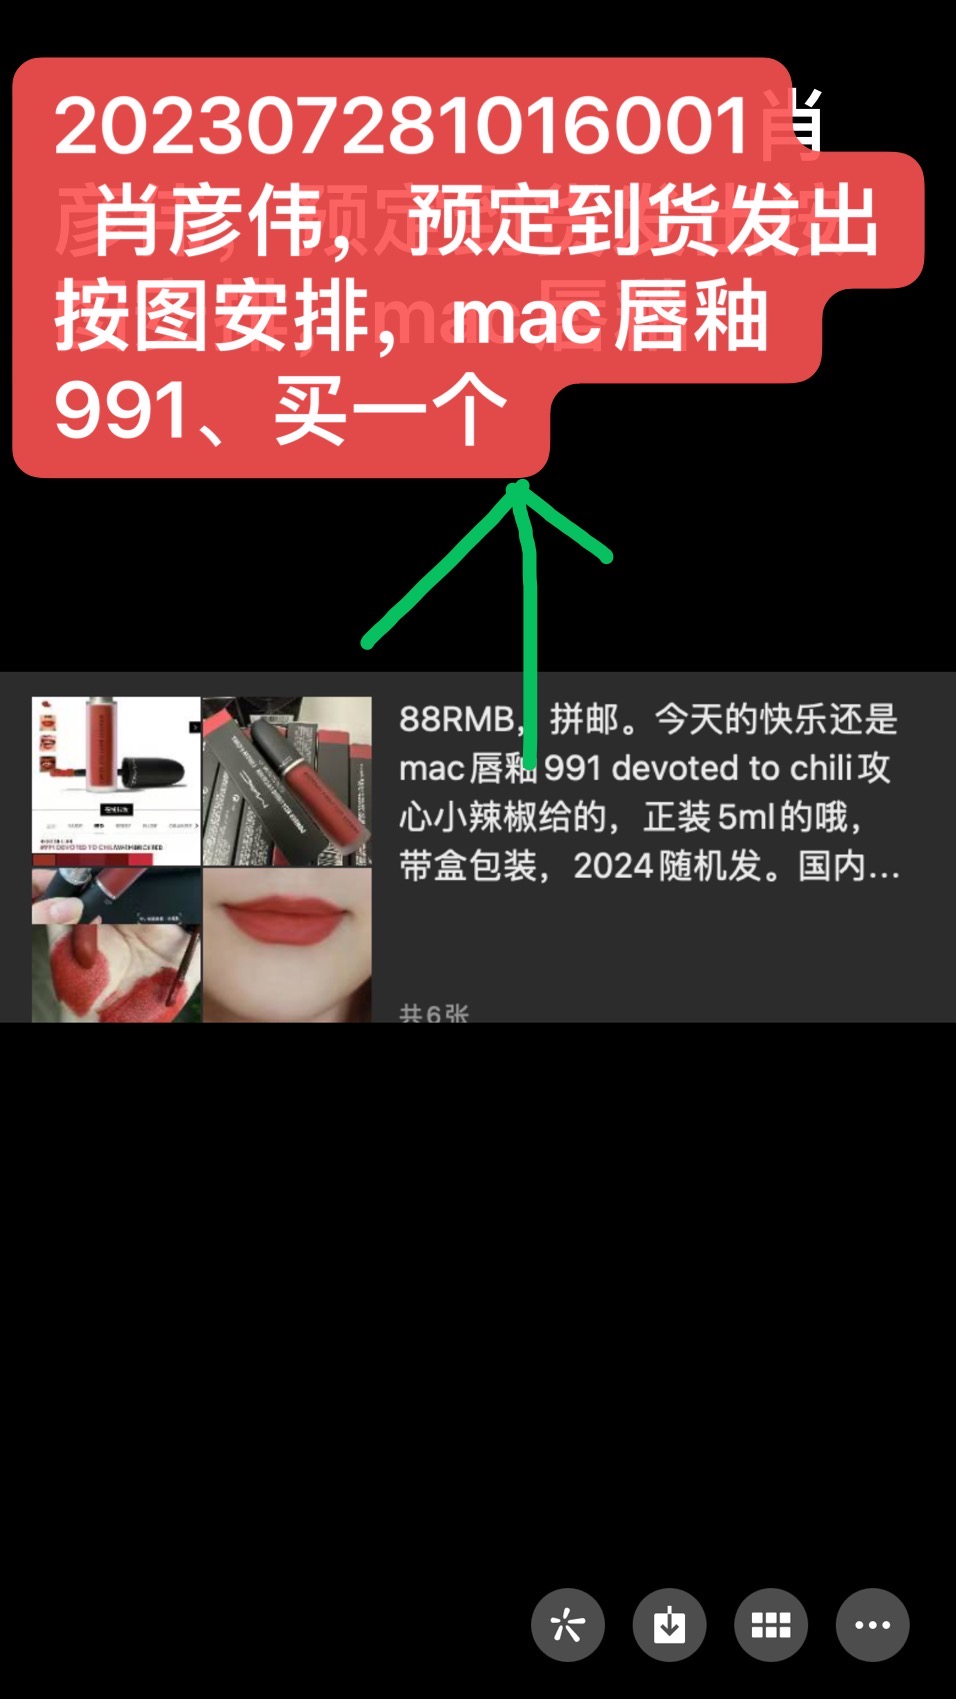 202307281016001肖
肖彦伟，预定到货发出
按图安排，mac唇釉
991、买一个
88RMB，拼邮。今天的快乐还是
mac唇釉991 devoted to chili攻
心小辣椒给的，正装5ml的哦，
带盒包装，2024随机发。国内...
共6张